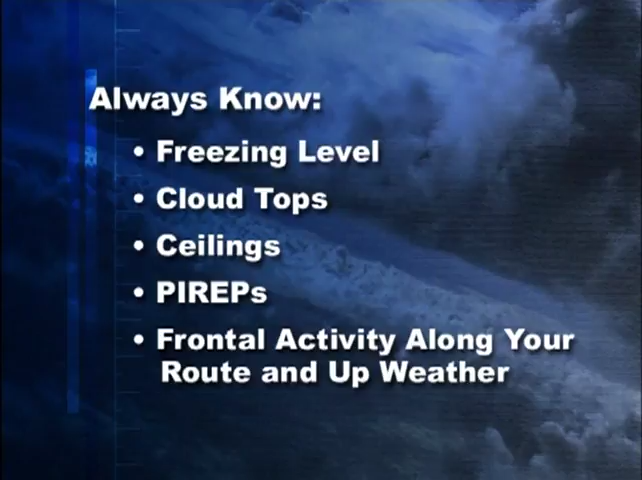 Always Know:
• Freezing Level
• Cloud Tops
• Ceilings
• PIREPs
• Frontal Activity Along Your
Route and Up Weather